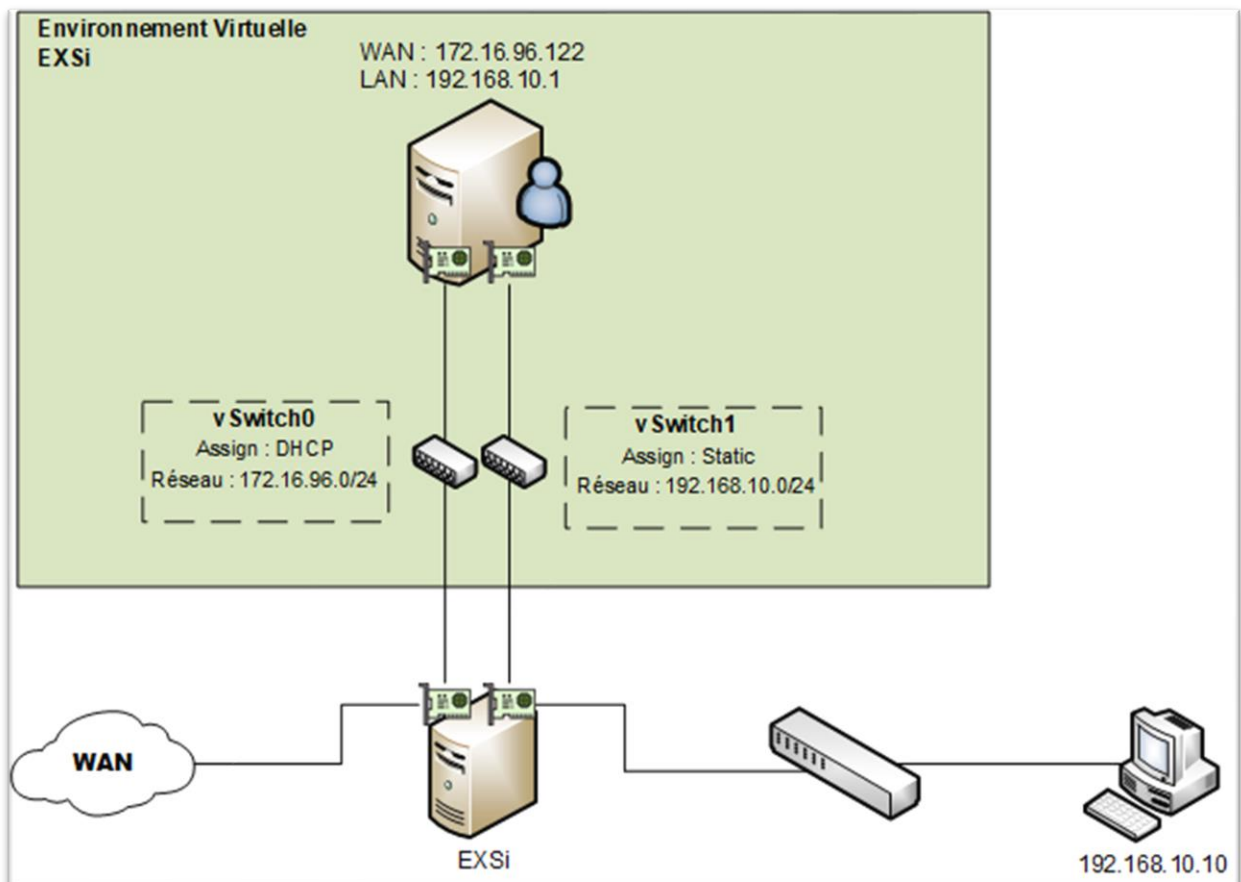 Environnement Virtuelle
EXSi
WAN : 172.16.96.122
LAN : 192.168.10.1
vSwitch0
Assign : DHCP
Réseau : 172.16.96.0/24
vSwitch1
Assign : Static
Réseau : 192.168.10.0/24
WAN
EXSi
192.168.10.10